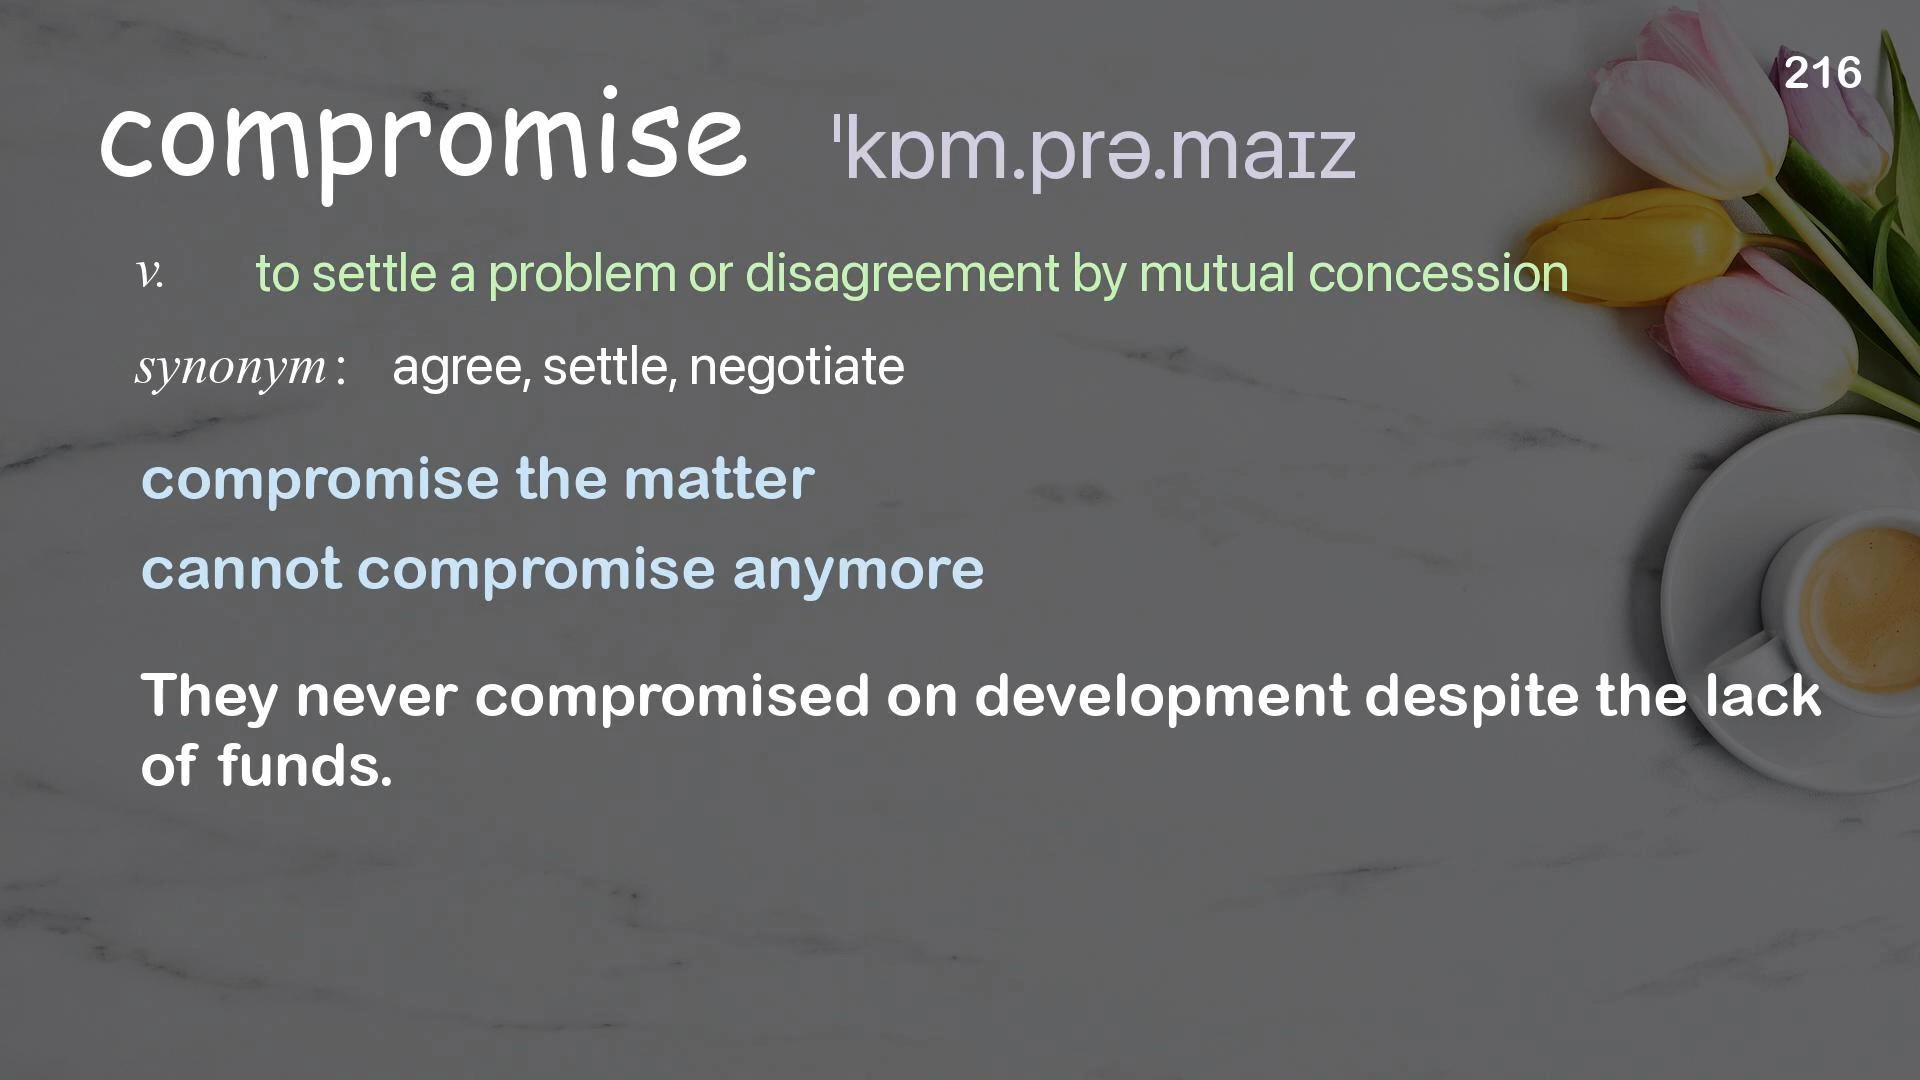 216
compromise ˈkɒm.prə.maɪz
v. to settle a problem or disagreement by mutual concession
synonym: agree, settle, negotiate
compromise the matter
cannot compromise anymore
They never compromised on development despite the lack
of funds.